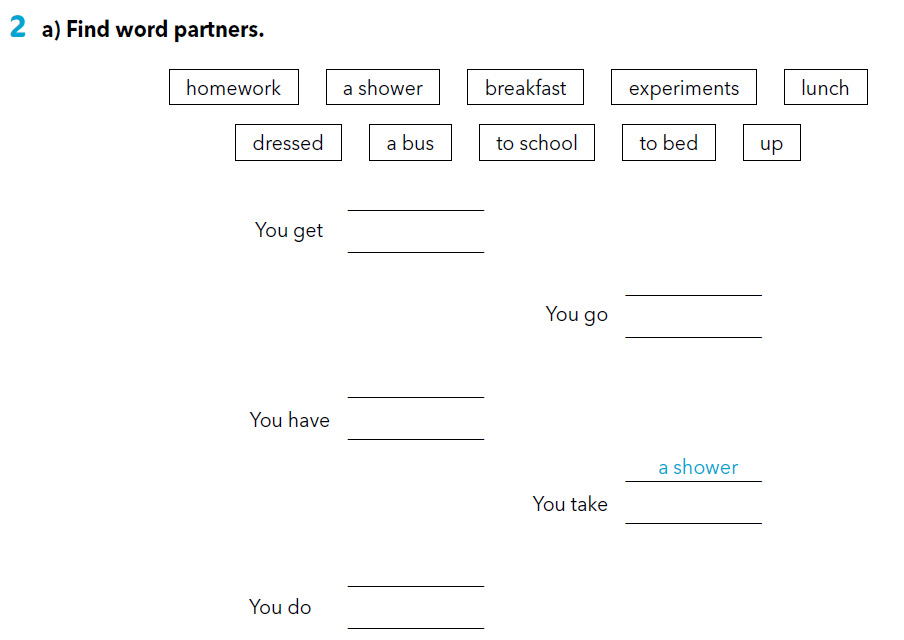 2 a) Find word partners.
homework a shower breakfast experiments lunch
dressed a bus to school to bed up
You get
You go
You have
a shower
You take
You do